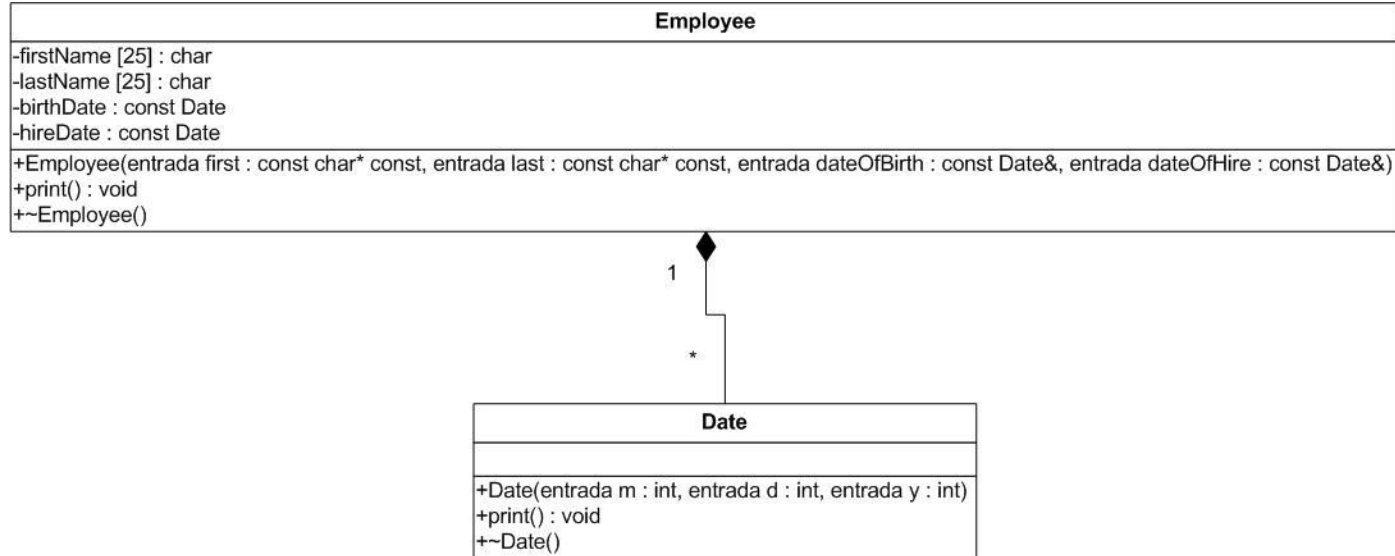 Employee
-firstName [25] : char
-lastName [25] : char
-birthDate : const Date
-hireDate : const Date
+Employee(entrada first : const char* const, entrada last : const char* const, entrada dateOfBirth : const Date&, entrada dateOfHire : const Date&)
+print() : void
+~Employee()
1
*
Date
+Date(entrada m : int, entrada d : int, entrada y : int)
+print() : void
+~Date()